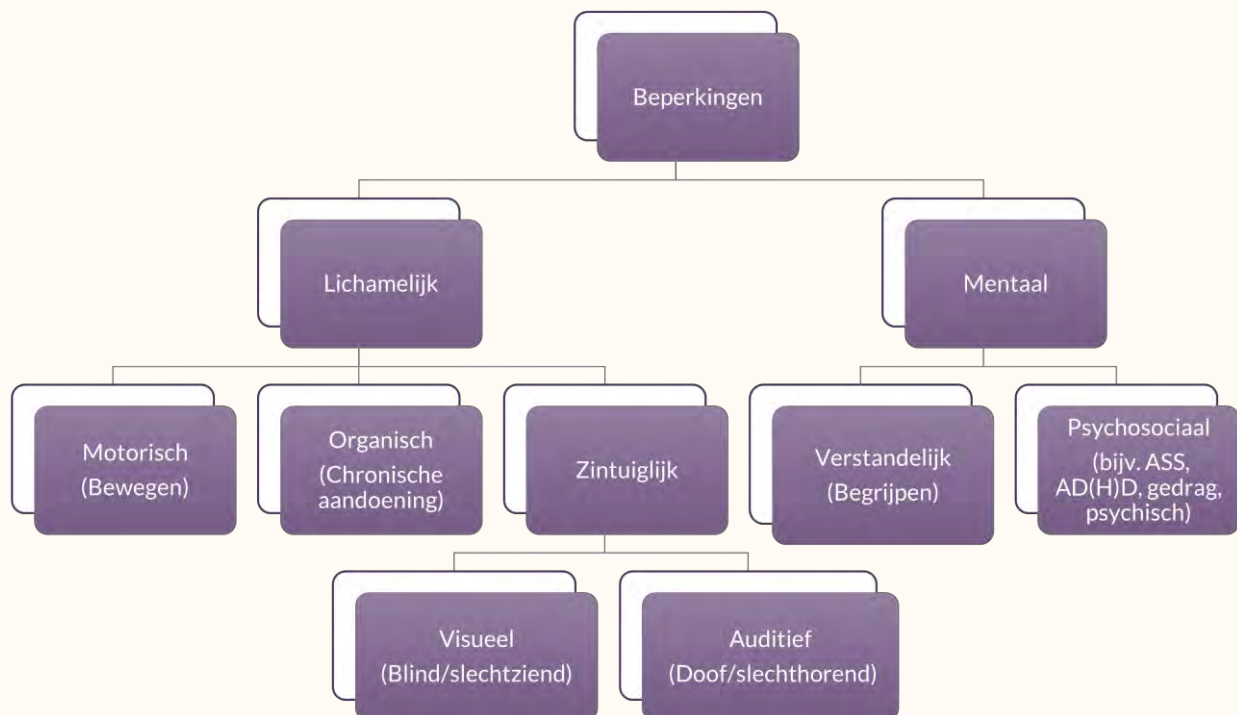 Beperkingen
Lichamelijk
Mentaal
Motorisch
(Bewegen)
Organisch
(Chronische
aandoening)
Zintuiglijk
Verstandelijk
(Begrijpen)
Psychosociaal
(bijv. ASS,
AD(H)D, gedrag,
psychisch)
Visueel
(Blind/slechtziend)
Auditief
(Doof/slechthorend)